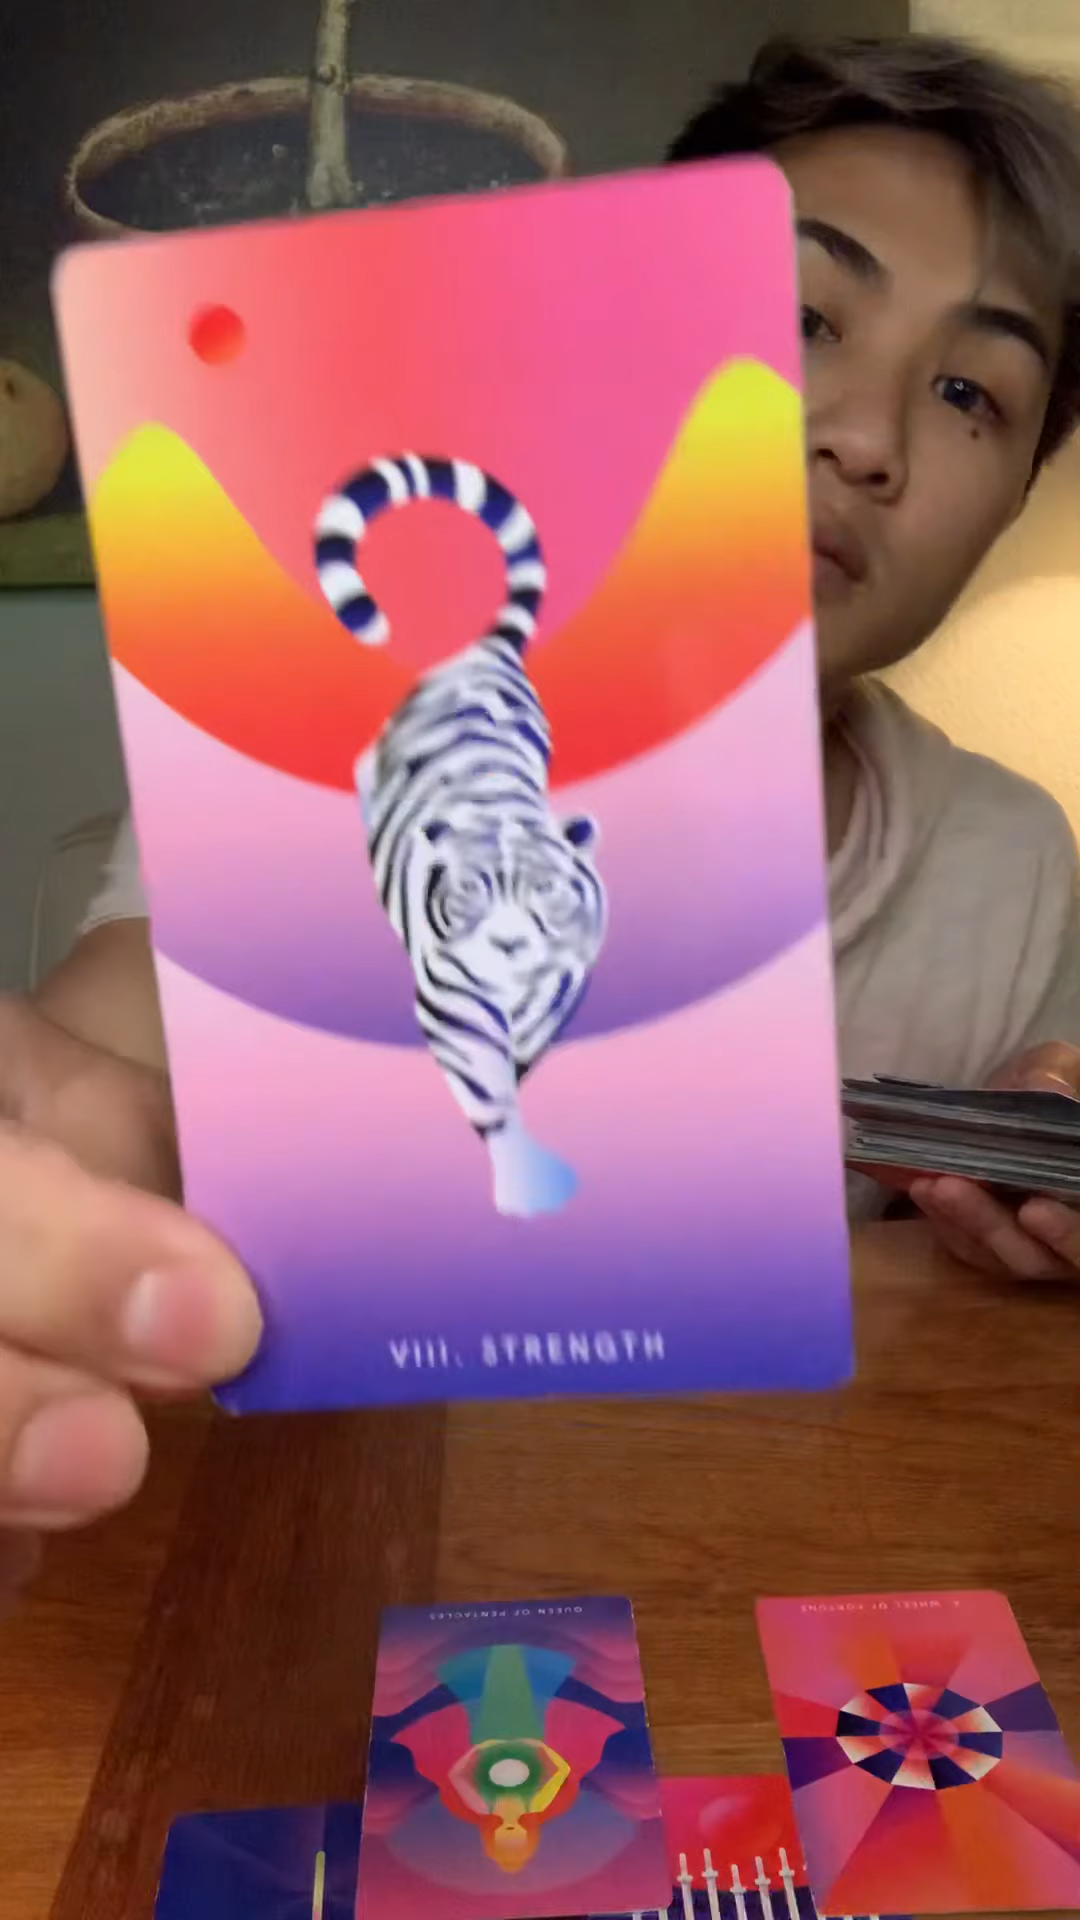 VIII. STRENGTH
QUEEN OF PENTACLES
X. WHEEL OF FORTUNE